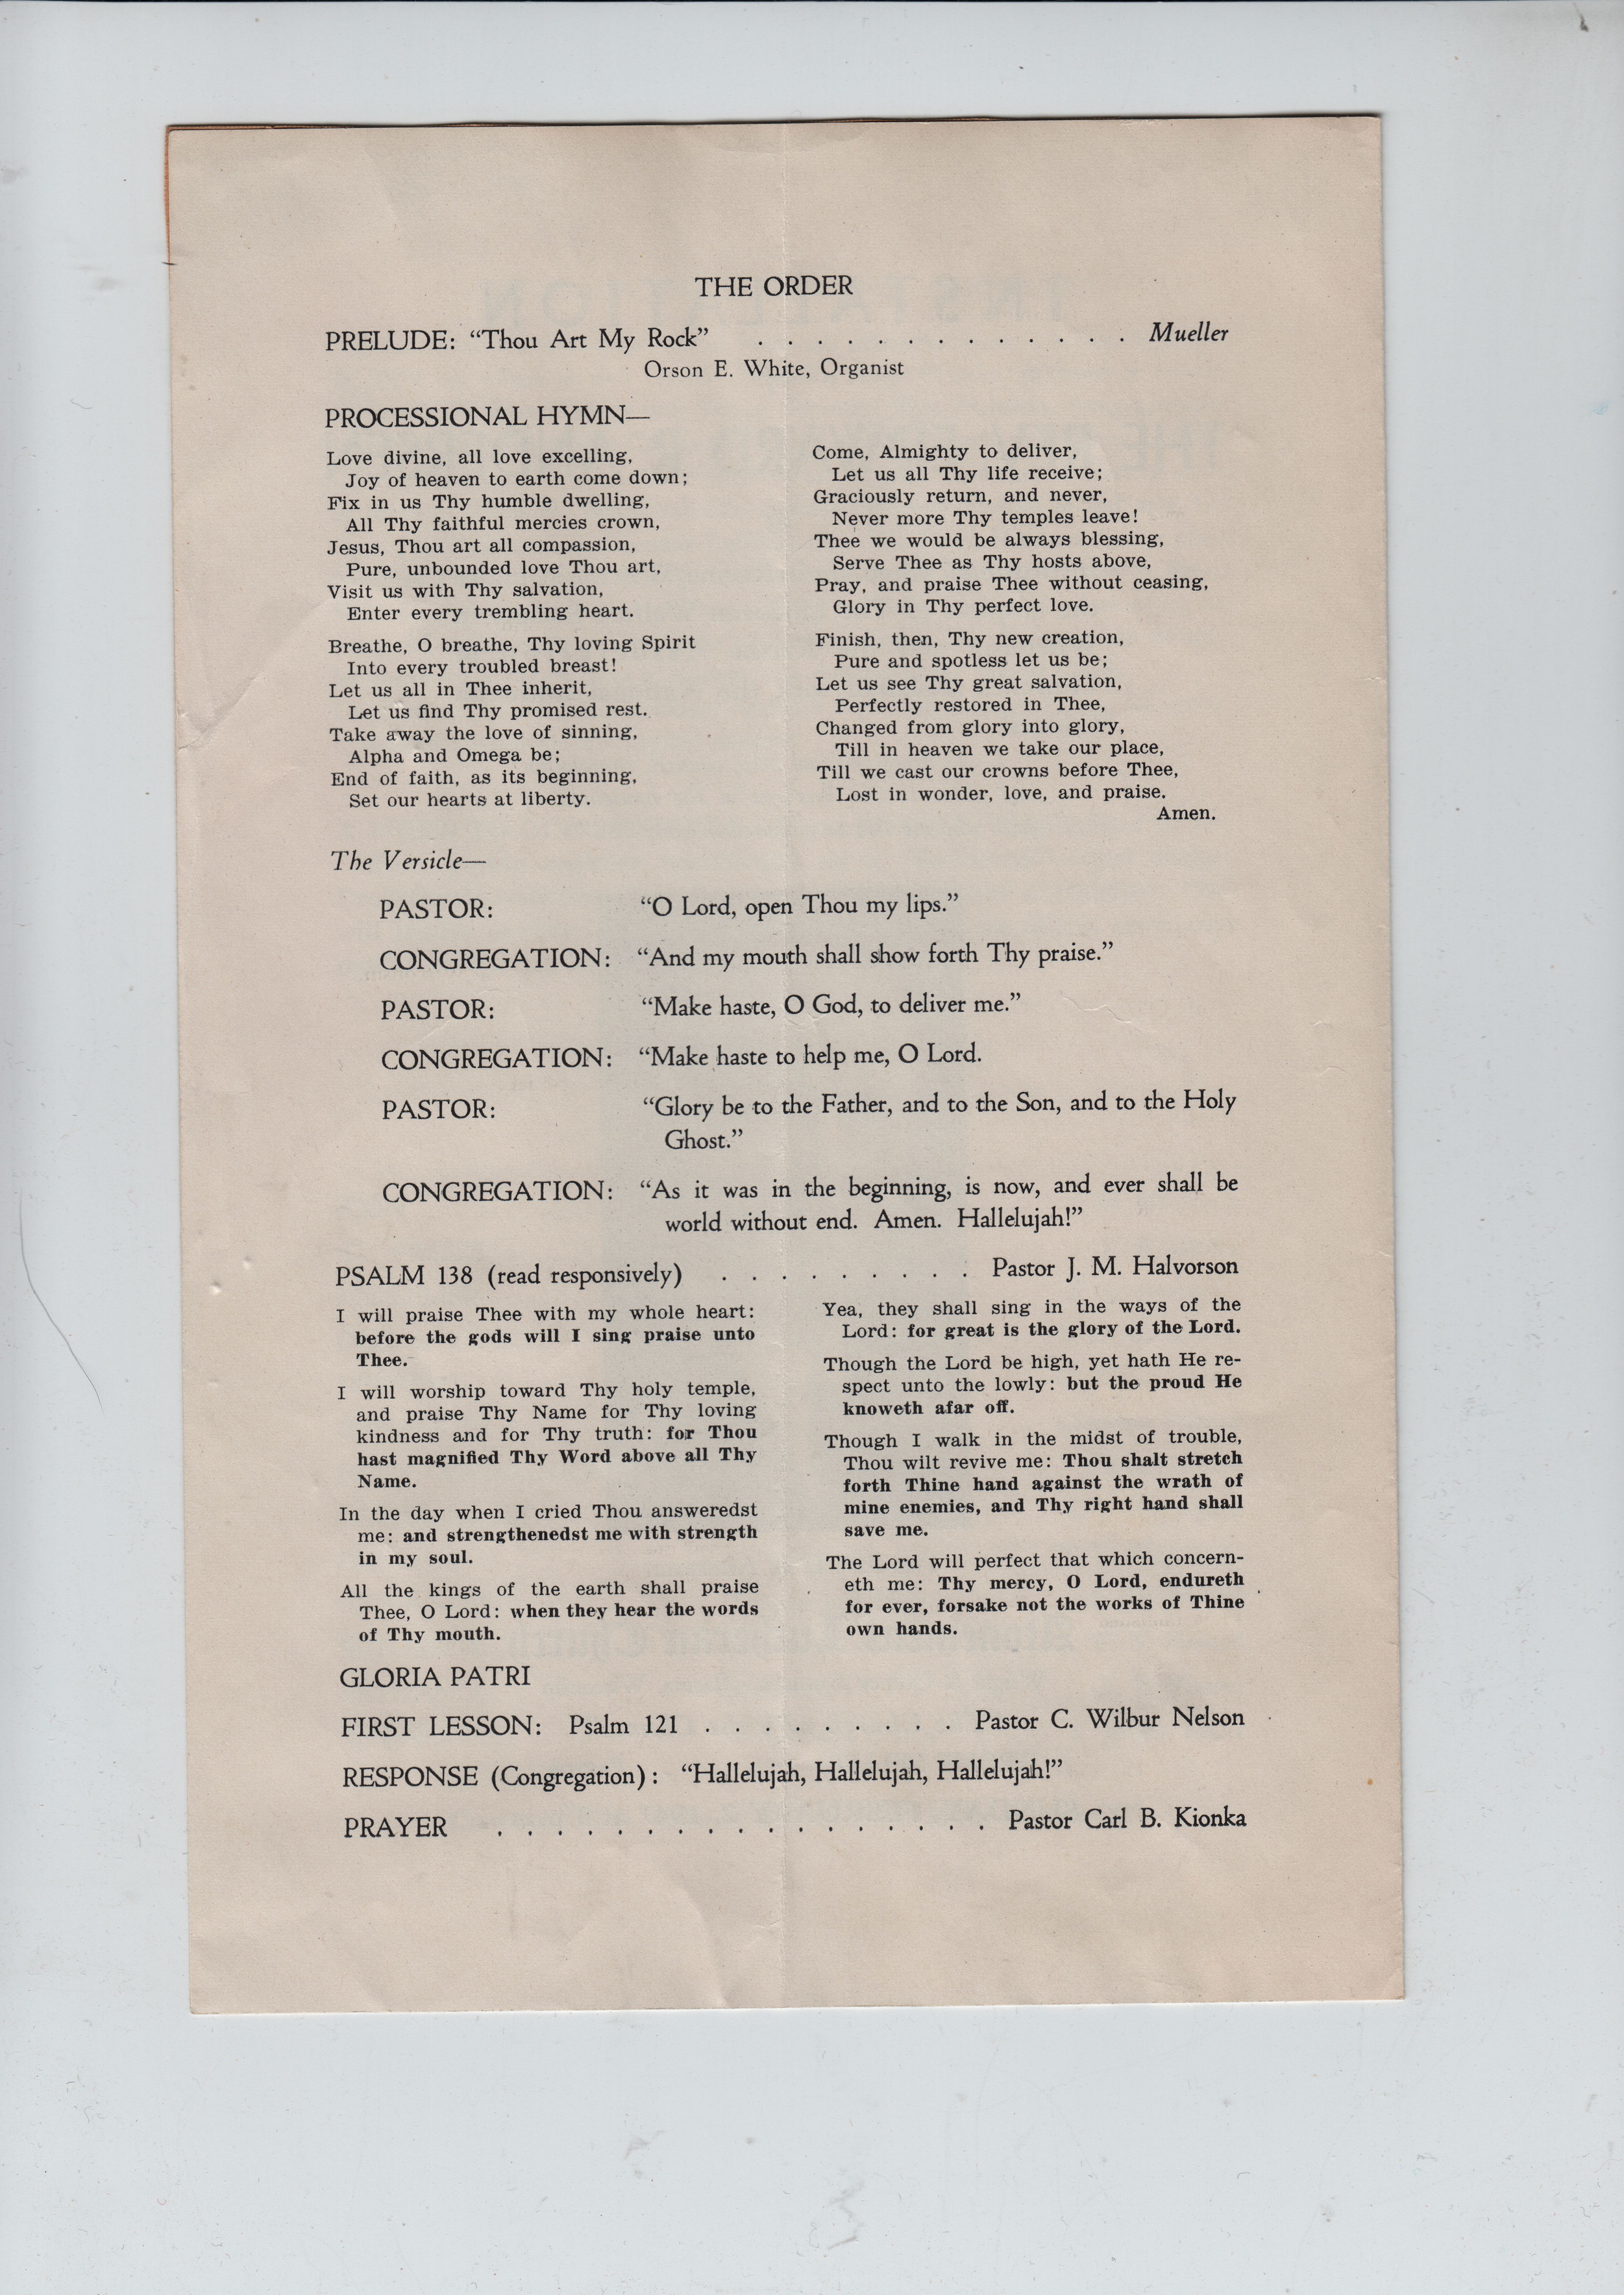 THE ORDER
PRELUDE: “Thou Art My Rock” . . . . . . . . . . . . . Mueller
Orson E. White, Organist
PROCESSIONAL HYMN—
Love divine, all love excelling,
Joy of heaven to earth come down;
Fix in us Thy humble dwelling,
All Thy faithful mercies crown,
Jesus, Thou art all compassion,
Pure, unbounded love Thou art,
Visit us with Thy salvation,
Enter every trembling heart.
Breathe, O breathe, Thy loving Spirit
Into every troubled breast!
Let us all in Thee inherit,
Let us find Thy promised rest.
Take away the love of sinning,
Alpha and Omega be;
End of faith, as its beginning,
Set our hearts at liberty.
Come, Almighty to deliver,
Let us all Thy life receive;
Graciously return, and never,
Never more Thy temples leave!
Thee we would be always blessing,
Serve Thee as Thy hosts above,
Pray, and praise Thee without ceasing,
Glory in Thy perfect love.
Finish, then, Thy new creation,
Pure and spotless let us be;
Let us see Thy great salvation,
Perfectly restored in Thee,
Changed from glory into glory,
Till in heaven we take our place,
Till we cast our crowns before Thee,
Lost in wonder, love, and praise.
Amen.
The Versicle—
PASTOR: “O Lord, open Thou my lips.”
CONGREGATION: “And my mouth shall show forth Thy praise.”
PASTOR: “Make haste, O God, to deliver me.”
CONGREGATION: “Make haste to help me, O Lord.
PASTOR: “Glory be to the Father, and to the Son, and to the Holy
Ghost.”
CONGREGATION: “As it was in the beginning, is now, and ever shall be
world without end. Amen. Hallelujah!”
PSALM 138 (read responsively) . . . . . . . . . Pastor J. M. Halvorson
I will praise Thee with my whole heart:
before the gods will I sing praise unto
Thee.
I will worship toward Thy holy temple,
and praise Thy Name for Thy loving
kindness and for Thy truth: for Thou
hast magnified Thy Word above all Thy
Name.
In the day when I cried Thou answeredst
me: and strengthenedst me with strength
in my soul.
All the kings of the earth shall praise
Thee, O Lord: when they hear the words
of Thy mouth.
Yea, they shall sing in the ways of the
Lord: for great is the glory of the Lord.
Though the Lord be high, yet hath He re-
spect unto the lowly: but the proud He
knoweth afar off.
Though I walk in the midst of trouble,
Thou wilt revive me: Thou shalt stretch
forth Thine hand against the wrath of
mine enemies, and Thy right hand shall
save me.
The Lord will perfect that which concern-
eth me: Thy mercy, O Lord, endureth
for ever, forsake not the works of Thine
own hands.
GLORIA PATRI
FIRST LESSON: Psalm 121 . . . . . . . . . Pastor C. Wilbur Nelson
RESPONSE (Congregation): “Hallelujah, Hallelujah, Hallelujah!”
PRAYER . . . . . . . . . . . . . . . . . Pastor Carl B. Kionka